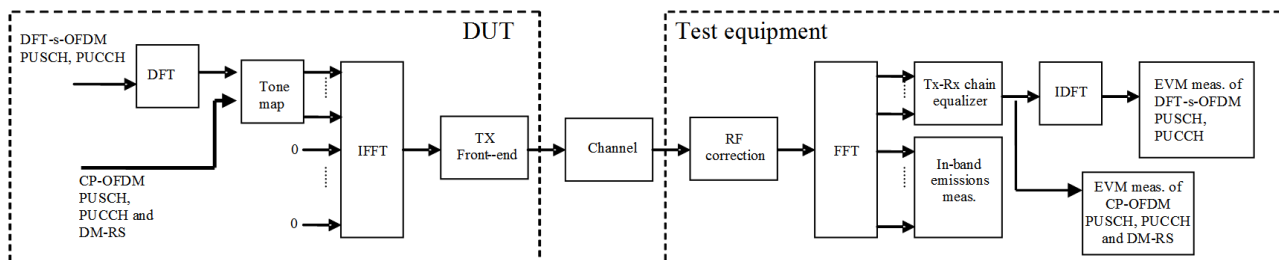 DUT
Test equipment
DFT-s-OFDM
PUSCH, PUCCH
DFT
Tone
map
CP-OFDM
PUSCH,
PUCCH and
DM-RS
0
0
IFFT
TX
Front--end
Channel
RF
correction
FFT
Tx-Rx chain
equalizer
In-band
emissions
meas.
IDFT
EVM meas. of
DFT-s-OFDM
PUSCH,
PUCCH
EVM meas. of
CP-OFDM
PUSCH, PUCCH
and DM-RS